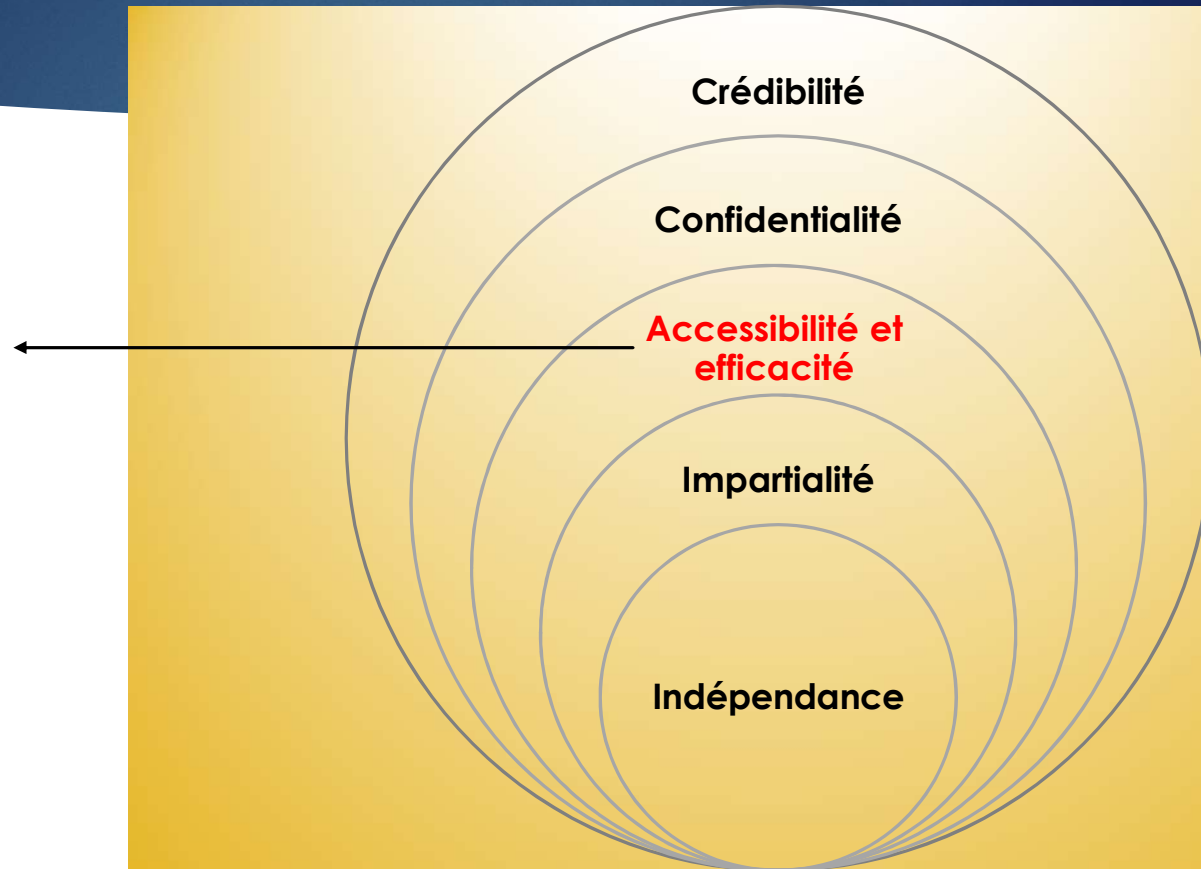 Crédibilité
Confidentialité
Accessibilité et
efficacité
Impartialité
Indépendance